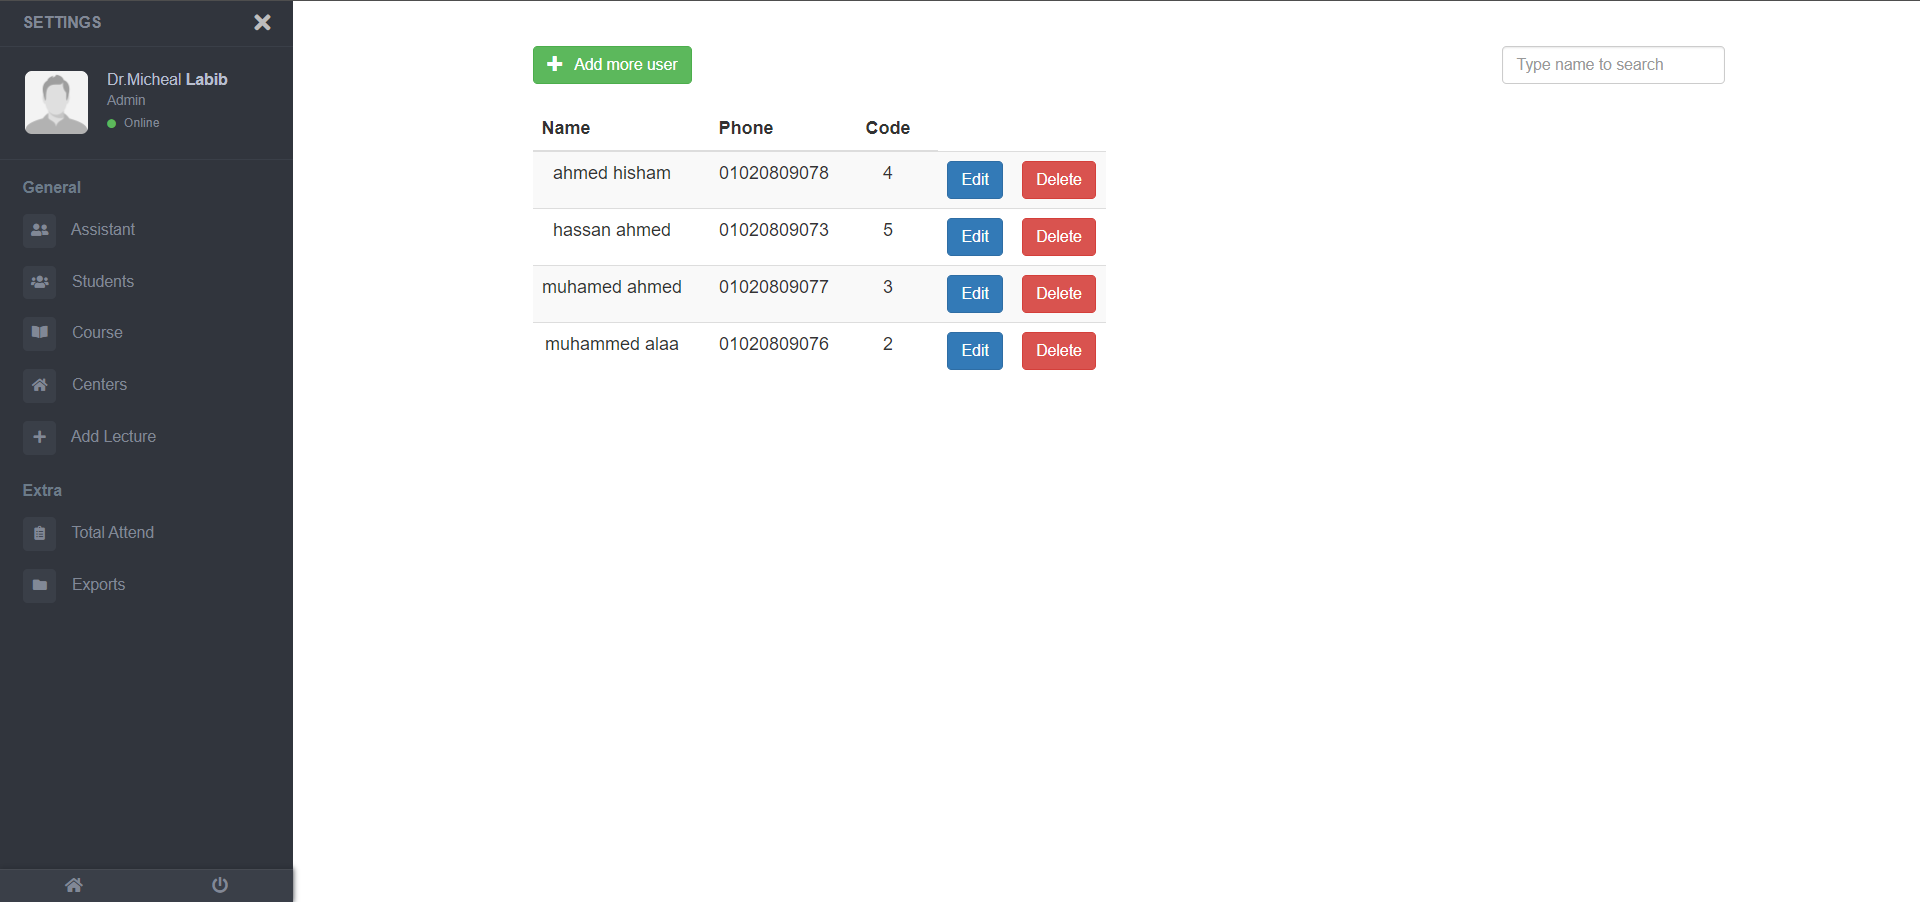 SETTINGS
Dr.Micheal Labib
Admin
Online
General
Assistant
Students
Course
Centers
Add Lecture
Extra
Total Attend
Exports
Add more user
Type name to search
Name Phone Code
ahmed hisham 01020809078 4 Edit Delete
hassan ahmed 01020809073 5 Edit Delete
muhamed ahmed 01020809077 3 Edit Delete
muhammed alaa 01020809076 2 Edit Delete